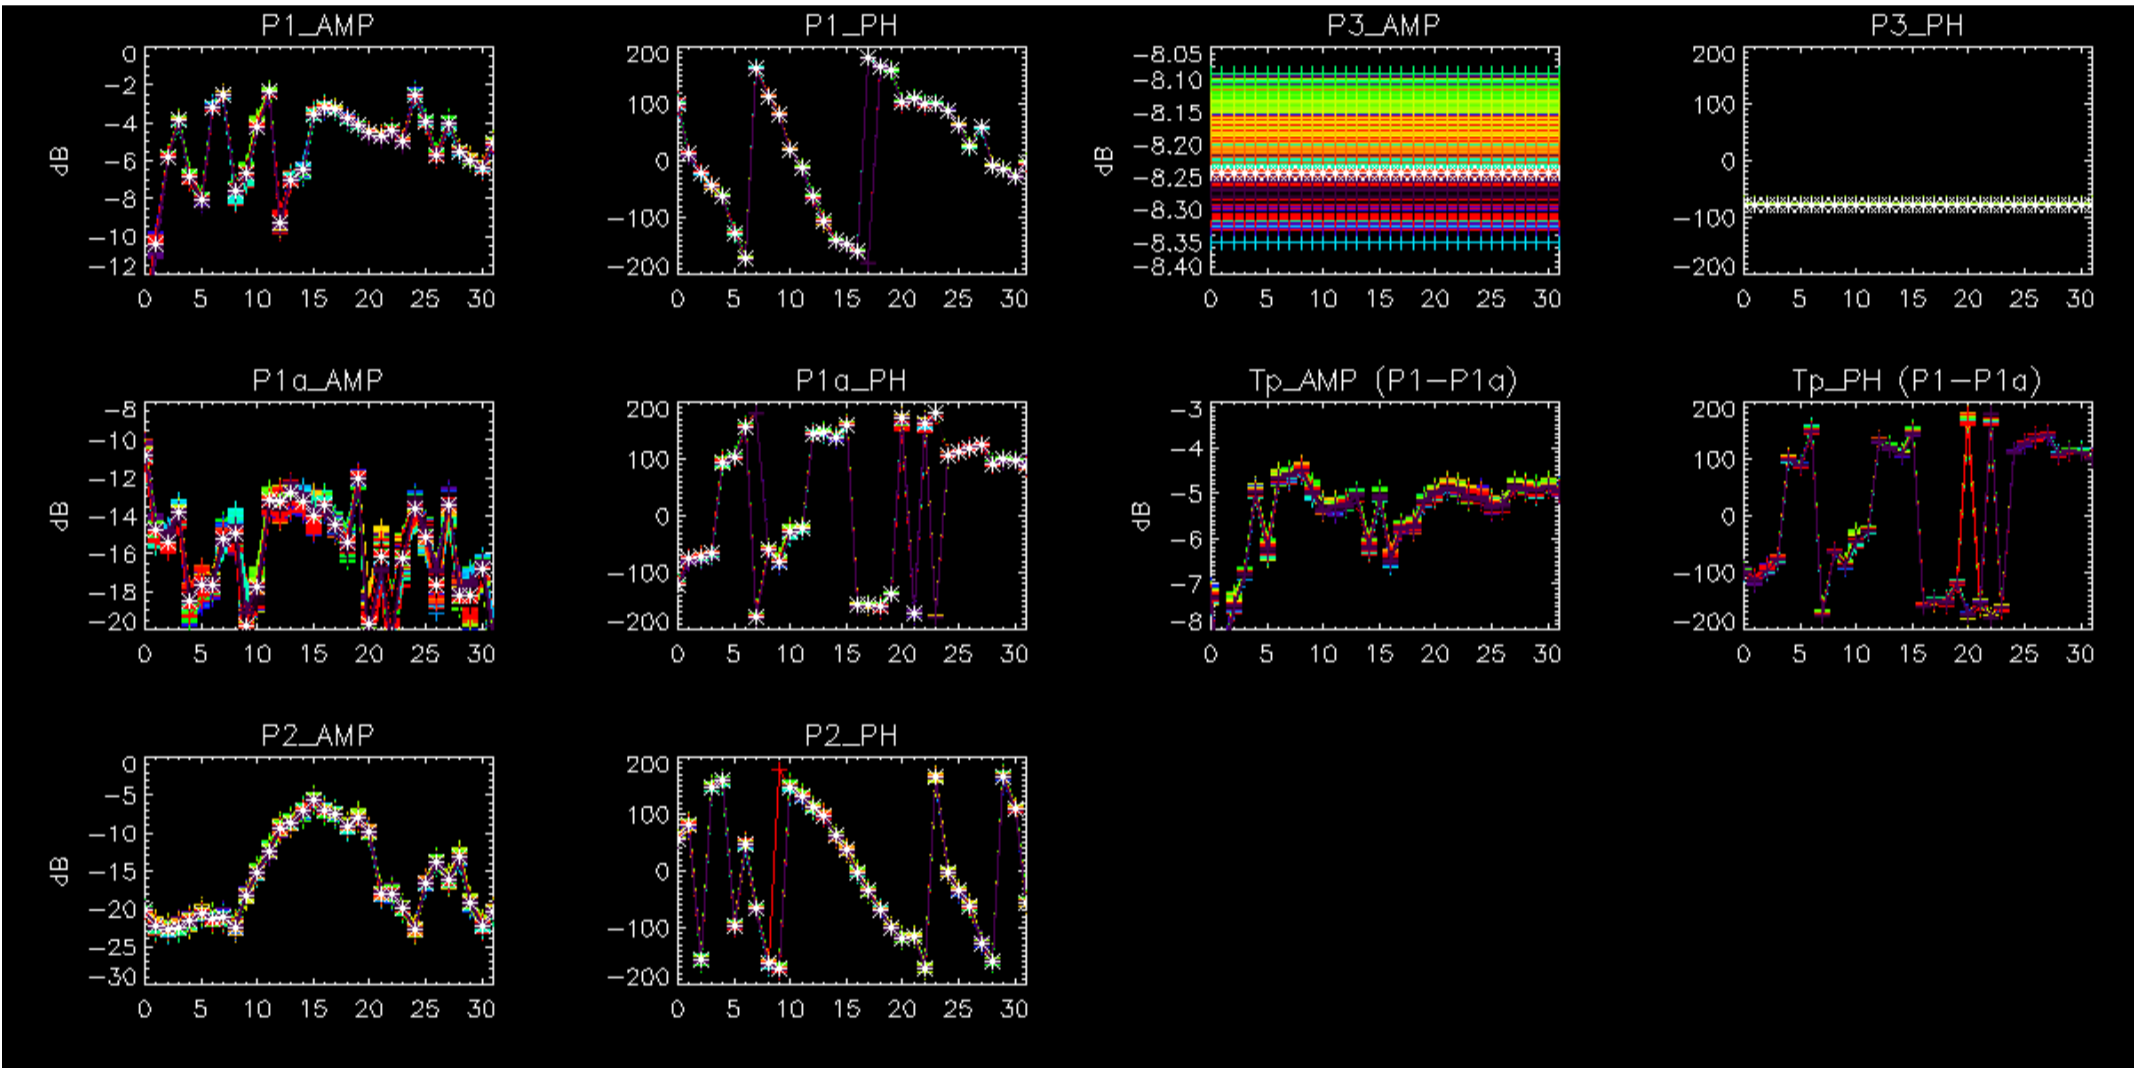 P1_AMP P1_PH P3_AMP P3_PH
0 200 -8.05 200
-2 -8.10
-4 100 -8.15 100
dB -6 0 dB -8.20 0
-8 -8.25
-10 -100 -8.30 -100
-12 -200 -8.35 -200
-8.40
0 5 10 15 20 25 30 0 5 10 15 20 25 30 0 5 10 15 20 25 30 0 5 10 15 20 25 30
P1a_AMP P1a_PH Tp_AMP (P1-P1a) Tp_PH (P1-P1a)
-8 200 -3 200
-10 100 -4 100
-12
dB -14 0 dB -5 0
-16 -6
-18 -100 -7 -100
-20 -200 -8 -200
0 5 10 15 20 25 30 0 5 10 15 20 25 30 0 5 10 15 20 25 30 0 5 10 15 20 25 30
P2_AMP P2_PH
0 200
-5 100
-10
dB -15 0
-20 -100
-25
-30 -200
0 5 10 15 20 25 30 0 5 10 15 20 25 30